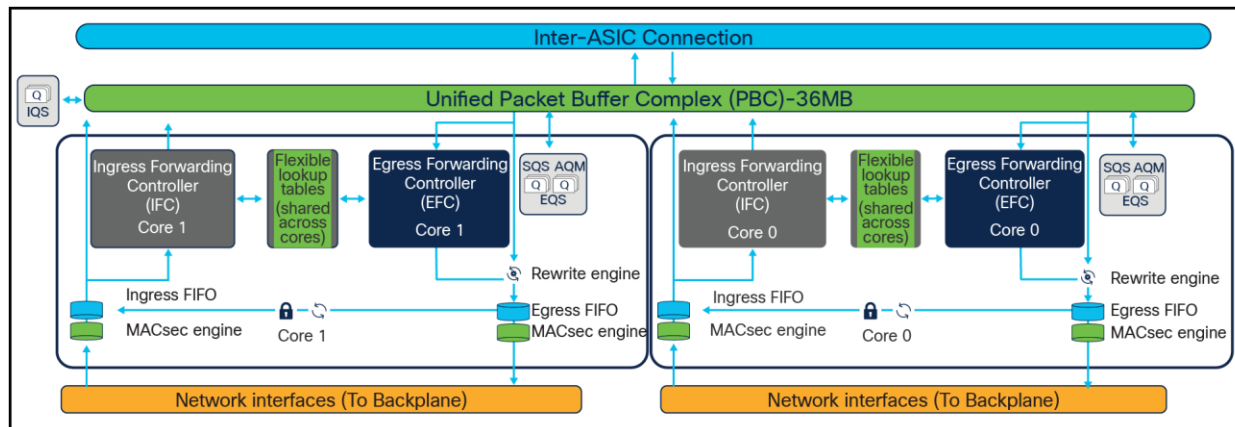 Inter-ASIC Connection
Q
IQS
Unified Packet Buffer Complex (PBC)-36MB
Ingress Forwarding
Controller
(IFC)
Core 1
Flexible
lookup
tables
(shared
across
cores)
Egress Forwarding
Controller
(EFC)
Core 1
SQS AQM
Q Q
EQS
Rewrite engine
Ingress FIFO
Egress FIFO
MACsec engine
Core 1
MACsec engine
Network interfaces (To Backplane)
Ingress Forwarding
Controller
(IFC)
Core 0
Flexible
lookup
tables
(shared
across
cores)
Egress Forwarding
Controller
(EFC)
Core 0
SQS AQM
Q Q
EQS
Rewrite engine
Ingress FIFO
Egress FIFO
MACsec engine
Core 0
MACsec engine
Network interfaces (To Backplane)